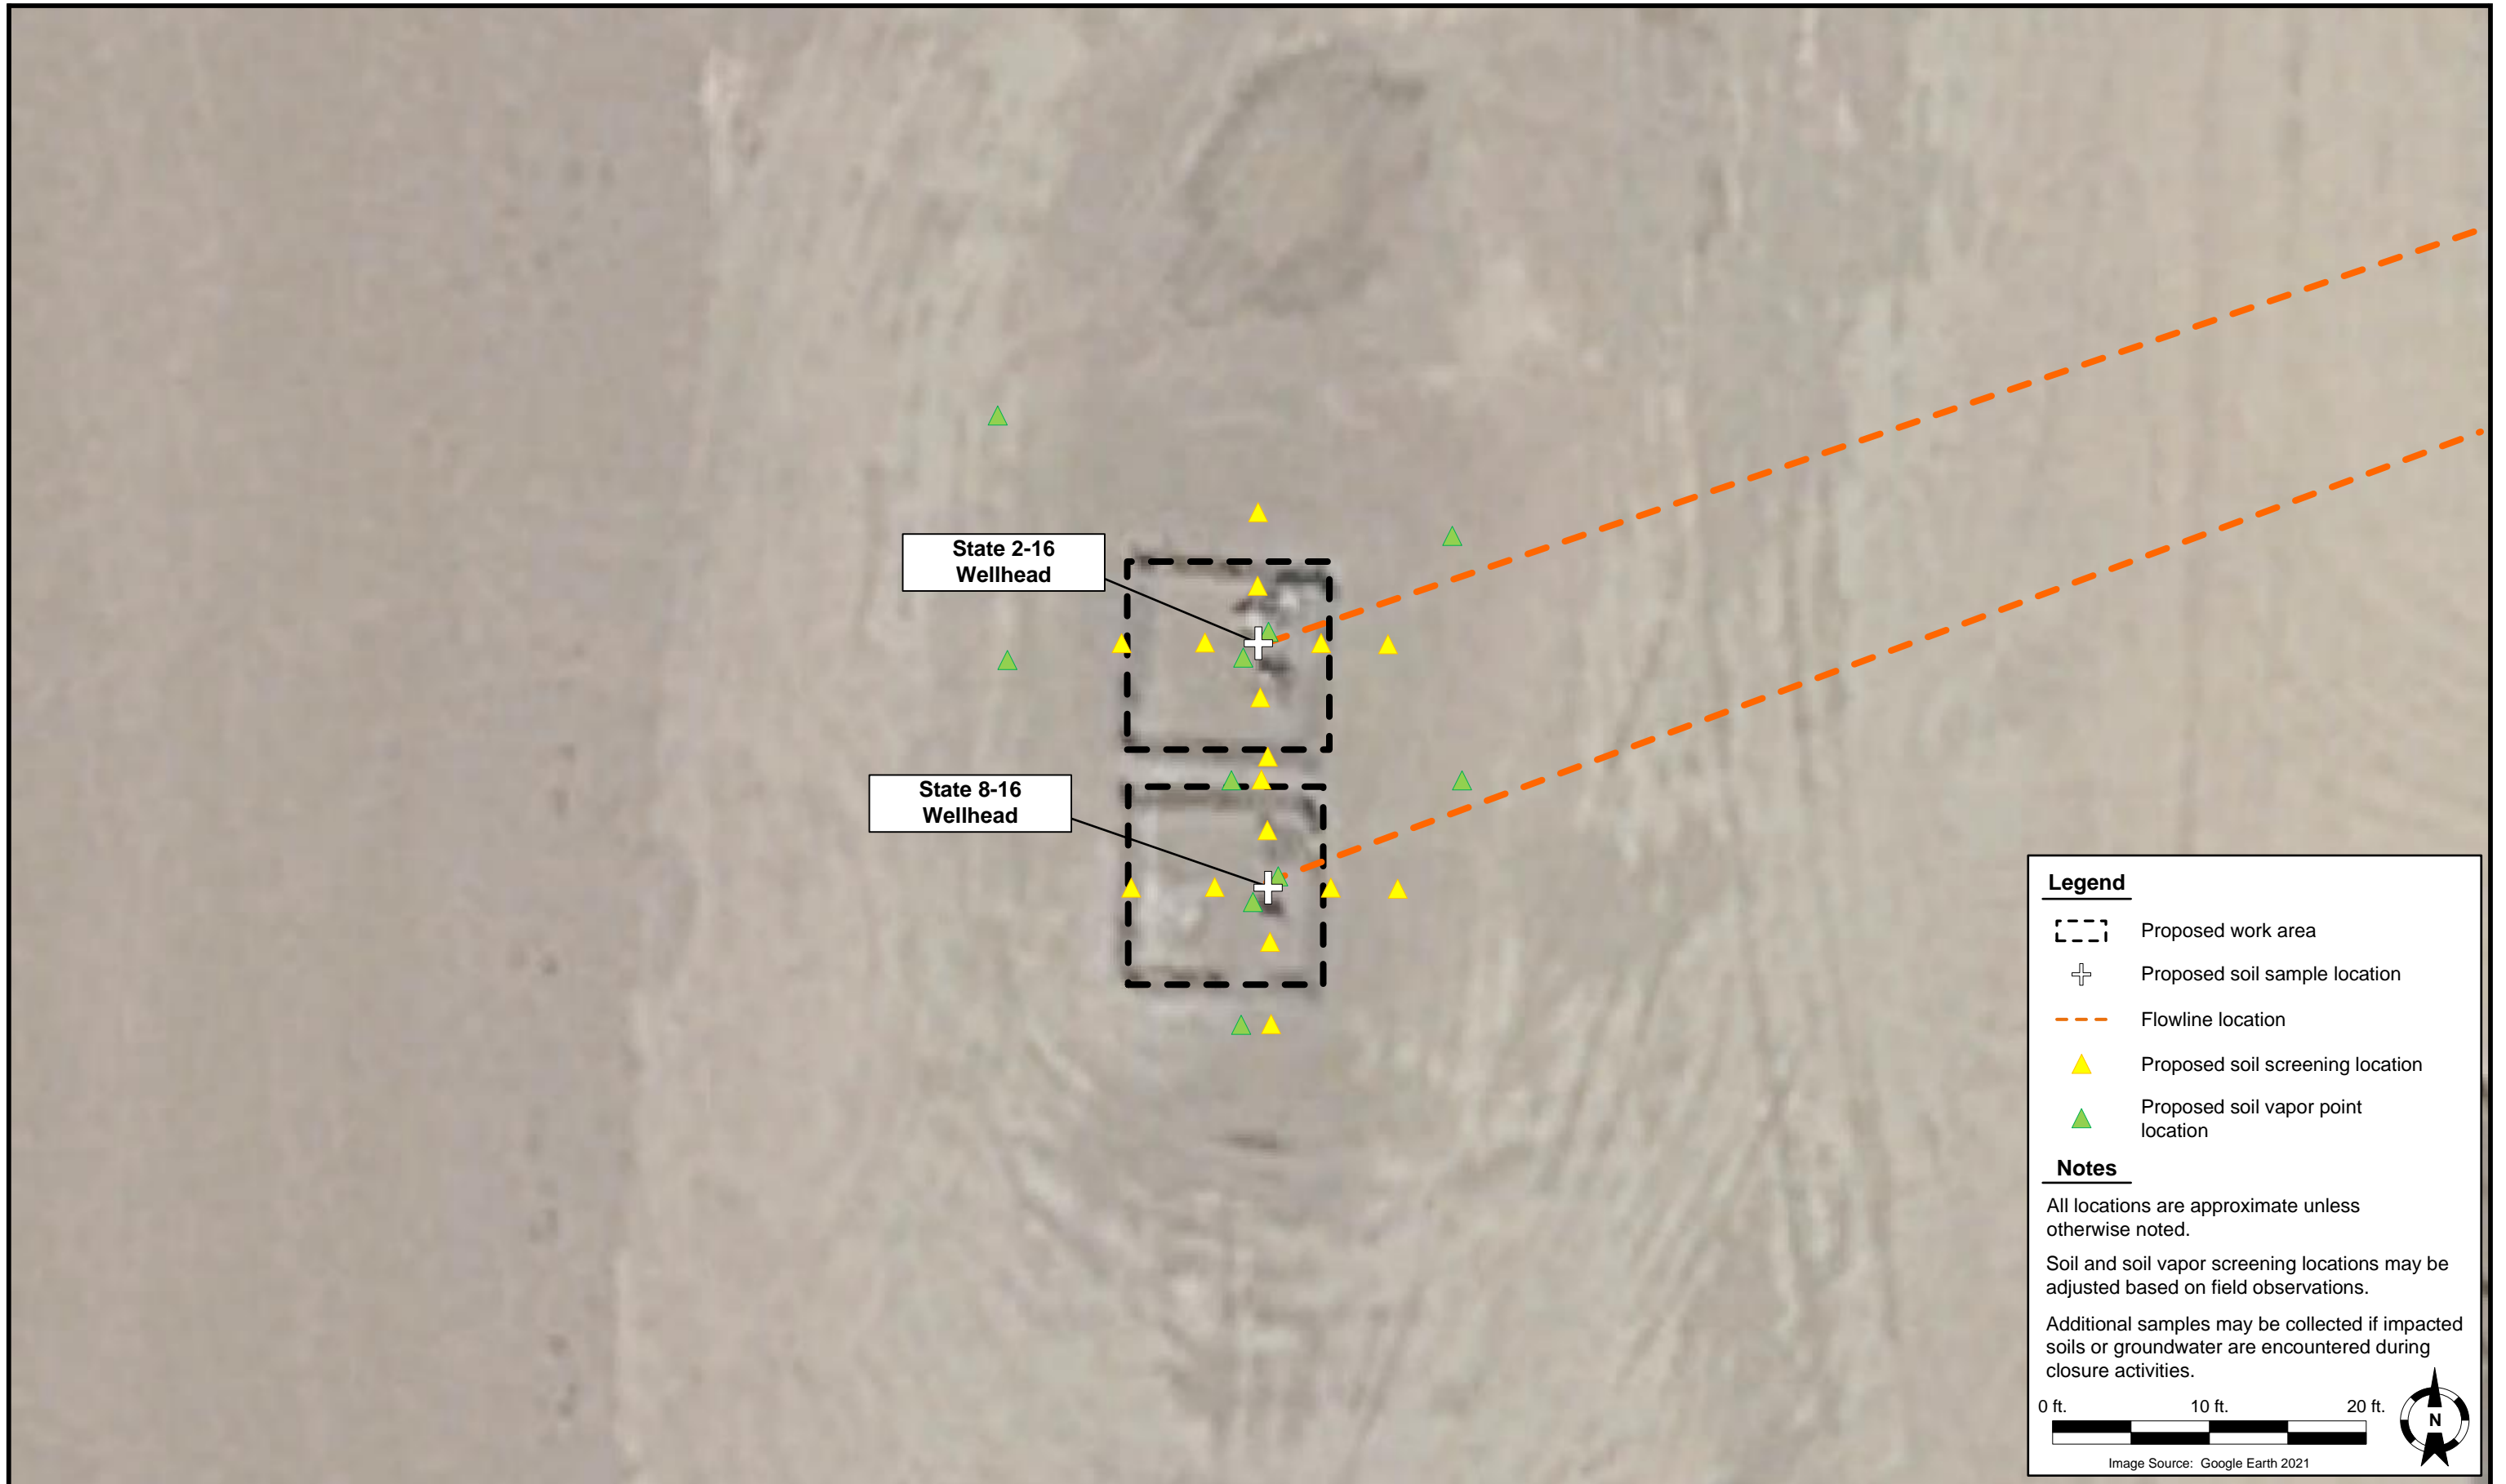 State 2-16
Wellhead
State 8-16
Wellhead
Legend
Proposed work area
Proposed soil sample location
Flowline location
Proposed soil screening location
Proposed soil vapor point
location
Notes
All locations are approximate unless
otherwise noted.
Soil and soil vapor screening locations may be
adjusted based on field observations.
Additional samples may be collected if impacted
soils or groundwater are encountered during
closure activities.
0 ft. 10 ft. 20 ft.
N
Image Source: Google Earth 2021